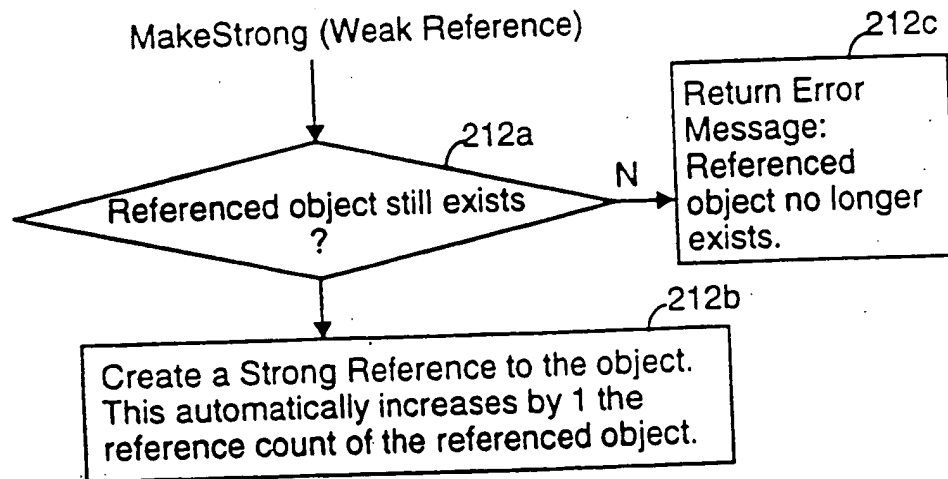 MakeStrong (Weak Reference)
212a
Referenced object still exists
?
N
212c
Return Error
Message:
Referenced
object no longer
exists.
212b
Create a Strong Reference to the object.
This automatically increases by 1 the
reference count of the referenced object.